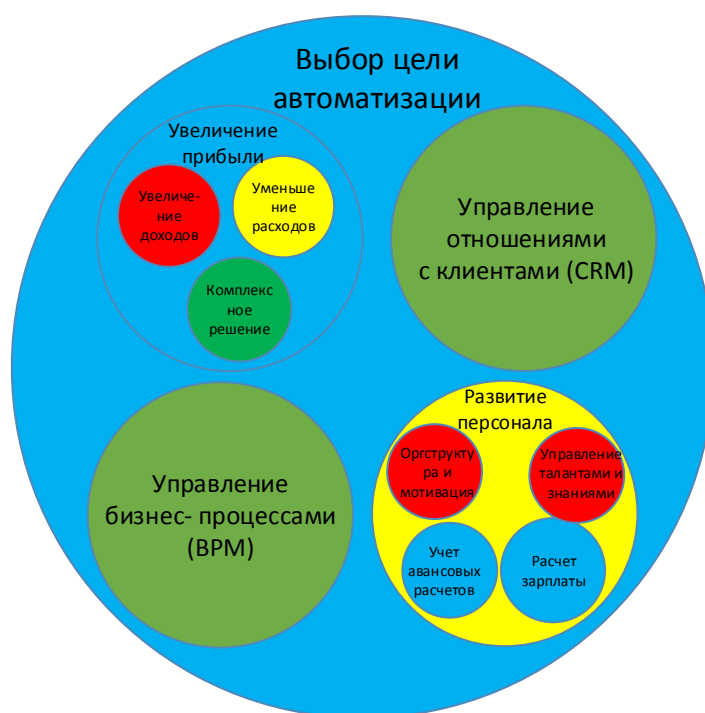 Выбор цели
автоматизации
Увеличение
прибыли
Увеличе-
ние
доходов
Уменьше
ние
расходов
Комплекс
ное
решение
Управление
отношениями
с клиентами (CRM)
Управление
бизнес- процессами
(BPM)
Развитие
персонала
Оргструкту
ра и
мотивация
Управление
талантами и
знаниями
Учет
авансовых
расчетов
Расчет
зарплаты